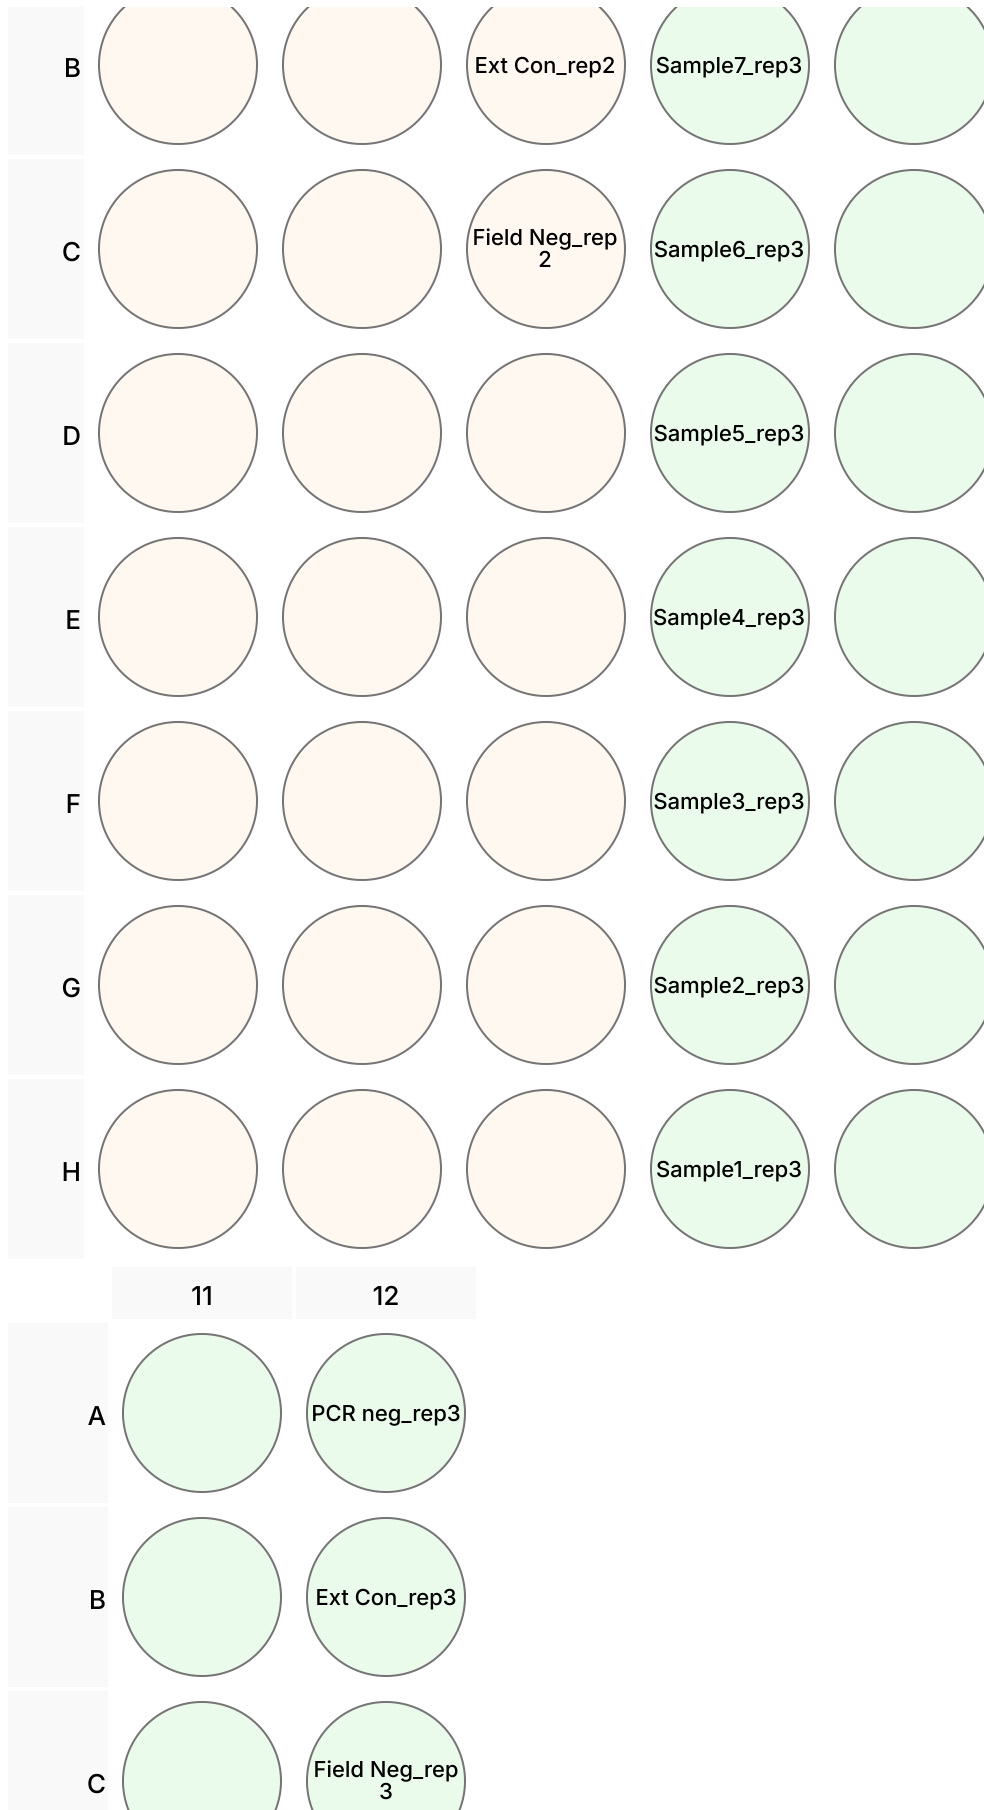 B Ext Con_rep2 Sample7_rep3
C Field Neg_rep Sample6_rep3
2
D Sample5_rep3
E Sample4_rep3
F Sample3_rep3
G Sample2_rep3
H Sample1_rep3
11 12
A PCR neg_rep3
B Ext Con_rep3
C Field Neg_rep
3